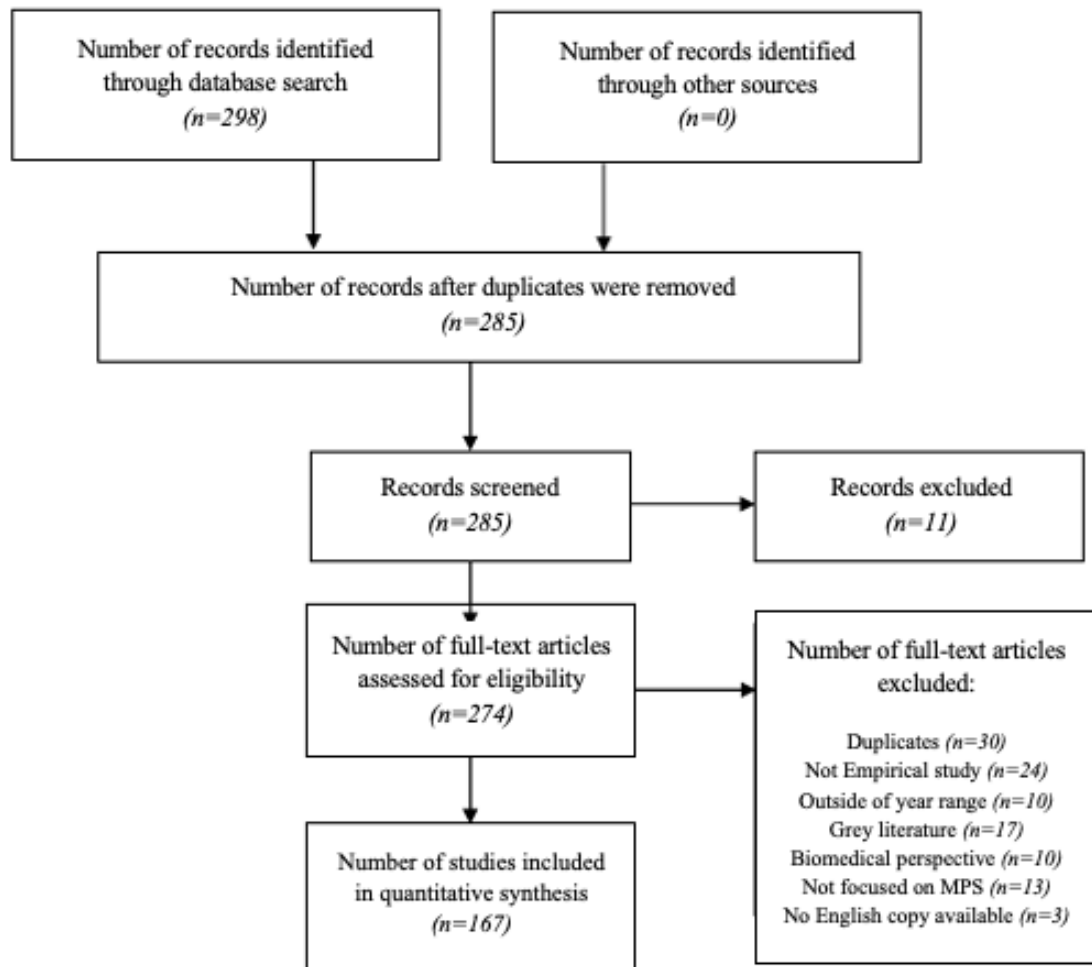 Number of records identified
through database search
(n=298)
Number of records identified
through other sources
(n=0)
Number of records after duplicates were removed
(n=285)
Records screened
(n=285)
Records excluded
(n=11)
Number of full-text articles
assessed for eligibility
(n=274)
Number of full-text articles
excluded:
Duplicates (n=30)
Not Empirical study (n=24)
Outside of year range (n=10)
Grey literature (n=17)
Biomedical perspective (n=10)
Not focused on MPS (n=13)
No English copy available (n=3)
Number of studies included
in quantitative synthesis
(n=167)